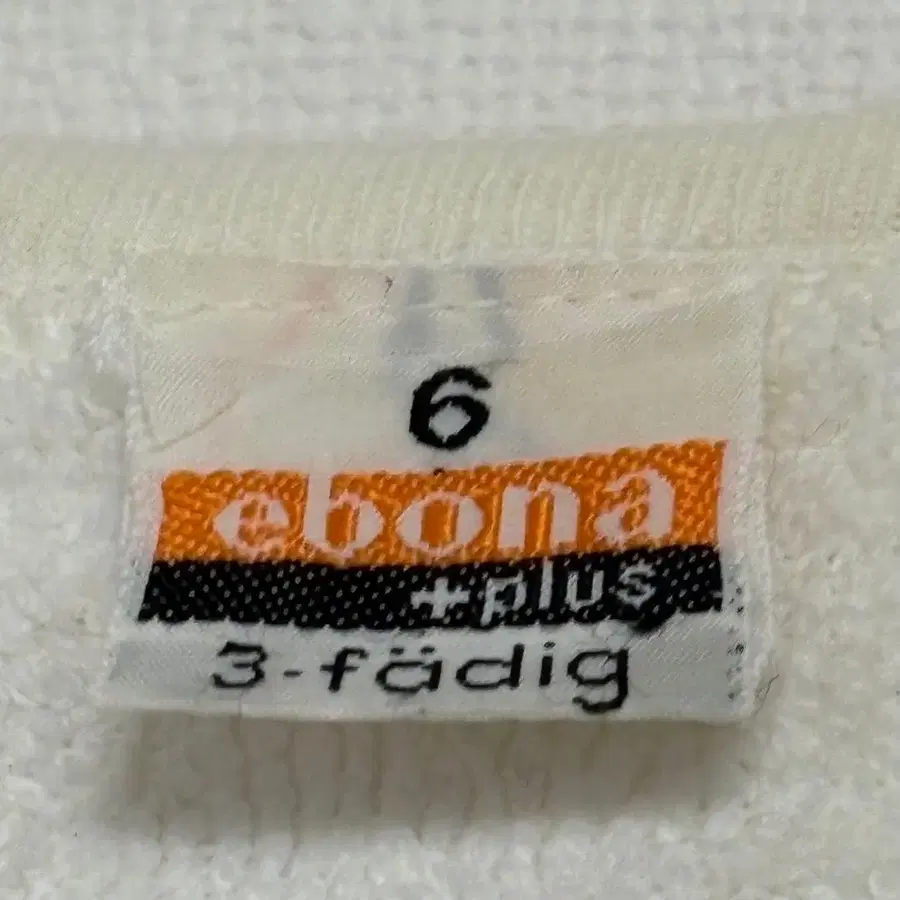 6
ebona
+plus
3-fädig